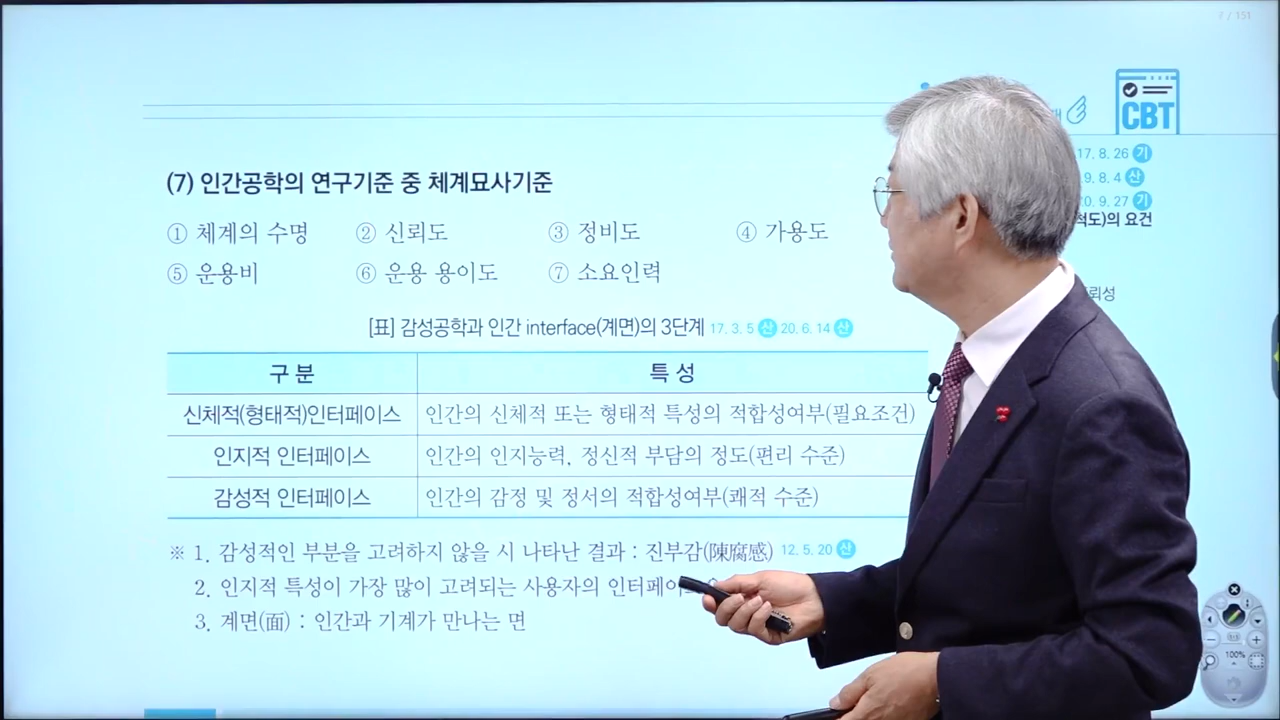 7 / 151
CBT
17. 8. 26 기
9. 8. 4 산
0. 9. 27 기
척도)의 요건
뢰성
(7) 인간공학의 연구기준 중 체계묘사기준
① 체계의 수명 ② 신뢰도 ③ 정비도 ④ 가용도
⑤ 운용비 ⑥ 운용 용이도 ⑦ 소요인력
[표] 감성공학과 인간 interface(계면)의 3단계 17. 3. 5 산 20. 6. 14 산
구 분 특 성
신체적(형태적)인터페이스 인간의 신체적 또는 형태적 특성의 적합성여부(필요조건)
인지적 인터페이스 인간의 인지능력, 정신적 부담의 정도(편리 수준)
감성적 인터페이스 인간의 감정 및 정서의 적합성여부(쾌적 수준)
※ 1. 감성적인 부분을 고려하지 않을 시 나타난 결과 : 진부감(陳腐感) 12. 5. 20 산
2. 인지적 특성이 가장 많이 고려되는 사용자의 인터페이
3. 계면(面) : 인간과 기계가 만나는 면
100%